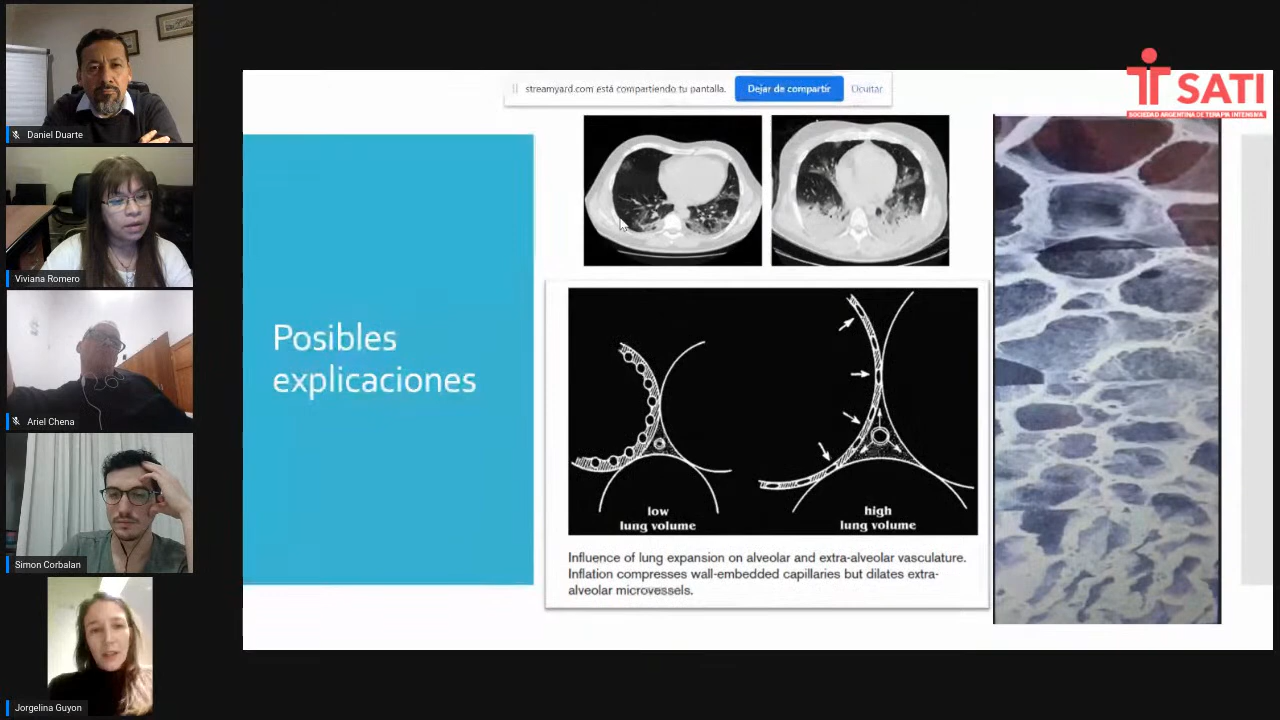 Daniel Duarte
Viviana Romero
Ariel Chena
Simon Corbalan
Jorgelina Guyon
streamyard.com está compartiendo tu pantalla.
Dejar de compartir
Ocultar
SATI
SOCIEDAD ARGENTINA DE TERAPIA INTENSIVA
Posibles
explicaciones
low
lung volume
high
lung volume
Influence of lung expansion on alveolar and extra-alveolar vasculature.
Inflation compresses wall-embedded capillaries but dilates extra-
alveolar microvessels.